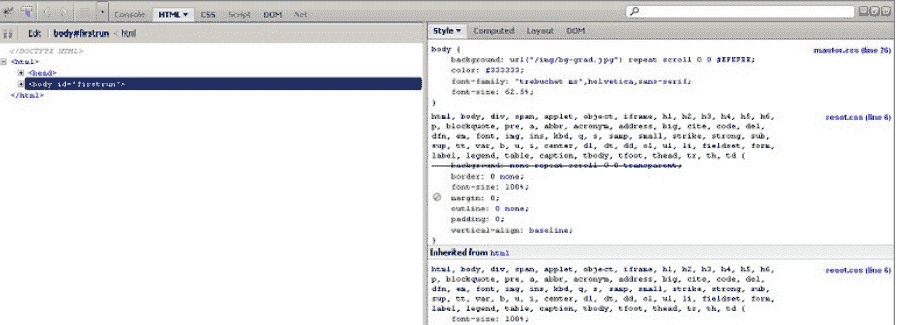 Console HTML CSS Script DOM Net
Edit body#firstrun < html
<!DOCTYPE HTML>
<html>
<head>
<body id="firstrun">
</html>
Style Computed Layout DOM
body { master.css (line 26)
background: url("/img/bg-grad.jpg") repeat scroll 0 0 #EFEFEE;
color: #333333;
font-family: "trebuchet ms",helvetica,sans-serif;
font-size: 62.5%;
}
html, body, div, span, applet, object, iframe, h1, h2, h3, h4, h5, h6, reset.css (line 6)
p, blockquote, pre, a, abbr, acronym, address, big, cite, code, del,
dfn, em, font, img, ins, kbd, q, s, samp, small, strike, strong, sub,
sup, tt, var, b, u, i, center, dl, dt, dd, ol, ul, li, fieldset, form,
label, legend, table, caption, tbody, tfoot, thead, tr, th, td {
background: none repeat scroll 0 0 transparent;
border: 0 none;
font-size: 100%;
margin: 0;
outline: 0 none;
padding: 0;
vertical-align: baseline;
}
Inherited from html
html, body, div, span, applet, object, iframe, h1, h2, h3, h4, h5, h6, reset.css (line 6)
p, blockquote, pre, a, abbr, acronym, address, big, cite, code, del,
dfn, em, font, img, ins, kbd, q, s, samp, small, strike, strong, sub,
sup, tt, var, b, u, i, center, dl, dt, dd, ol, ul, li, fieldset, form,
label, legend, table, caption, tbody, tfoot, thead, tr, th, td {
font-size: 100%;